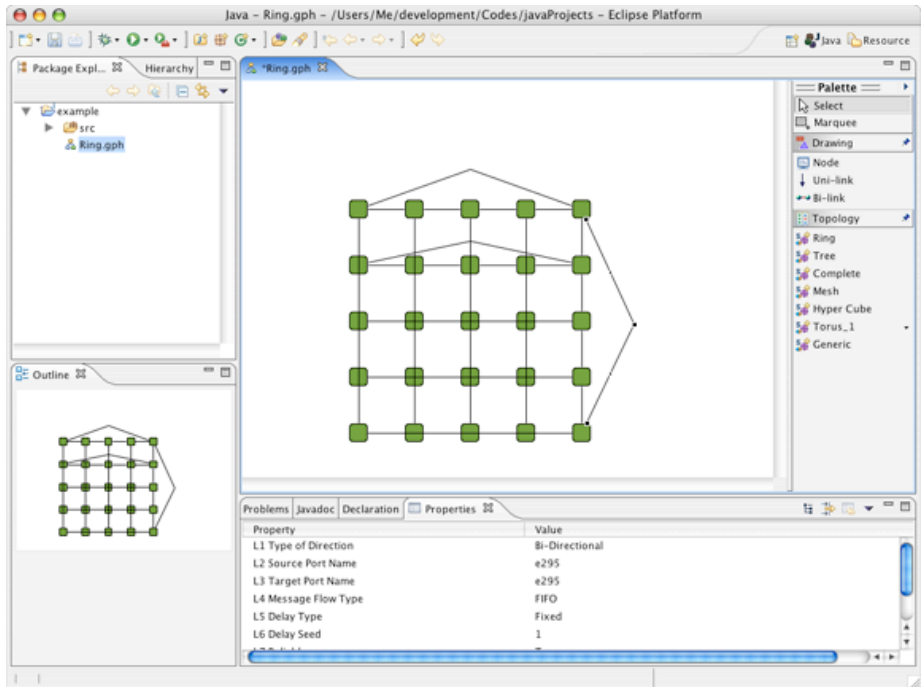 Java – Ring.gph – /Users/Me/development/Codes/javaProjects – Eclipse Platform
Java Resource
Package Expl... Hierarchy
example
src
Ring.gph
*Ring.gph
Palette
Select
Marquee
Drawing
Node
Uni-link
Bi-link
Topology
Ring
Tree
Complete
Mesh
Hyper Cube
Torus_1
Generic
Outline
Problems Javadoc Declaration Properties
Property Value
L1 Type of Direction Bi-Directional
L2 Source Port Name e295
L3 Target Port Name e295
L4 Message Flow Type FIFO
L5 Delay Type Fixed
L6 Delay Seed 1